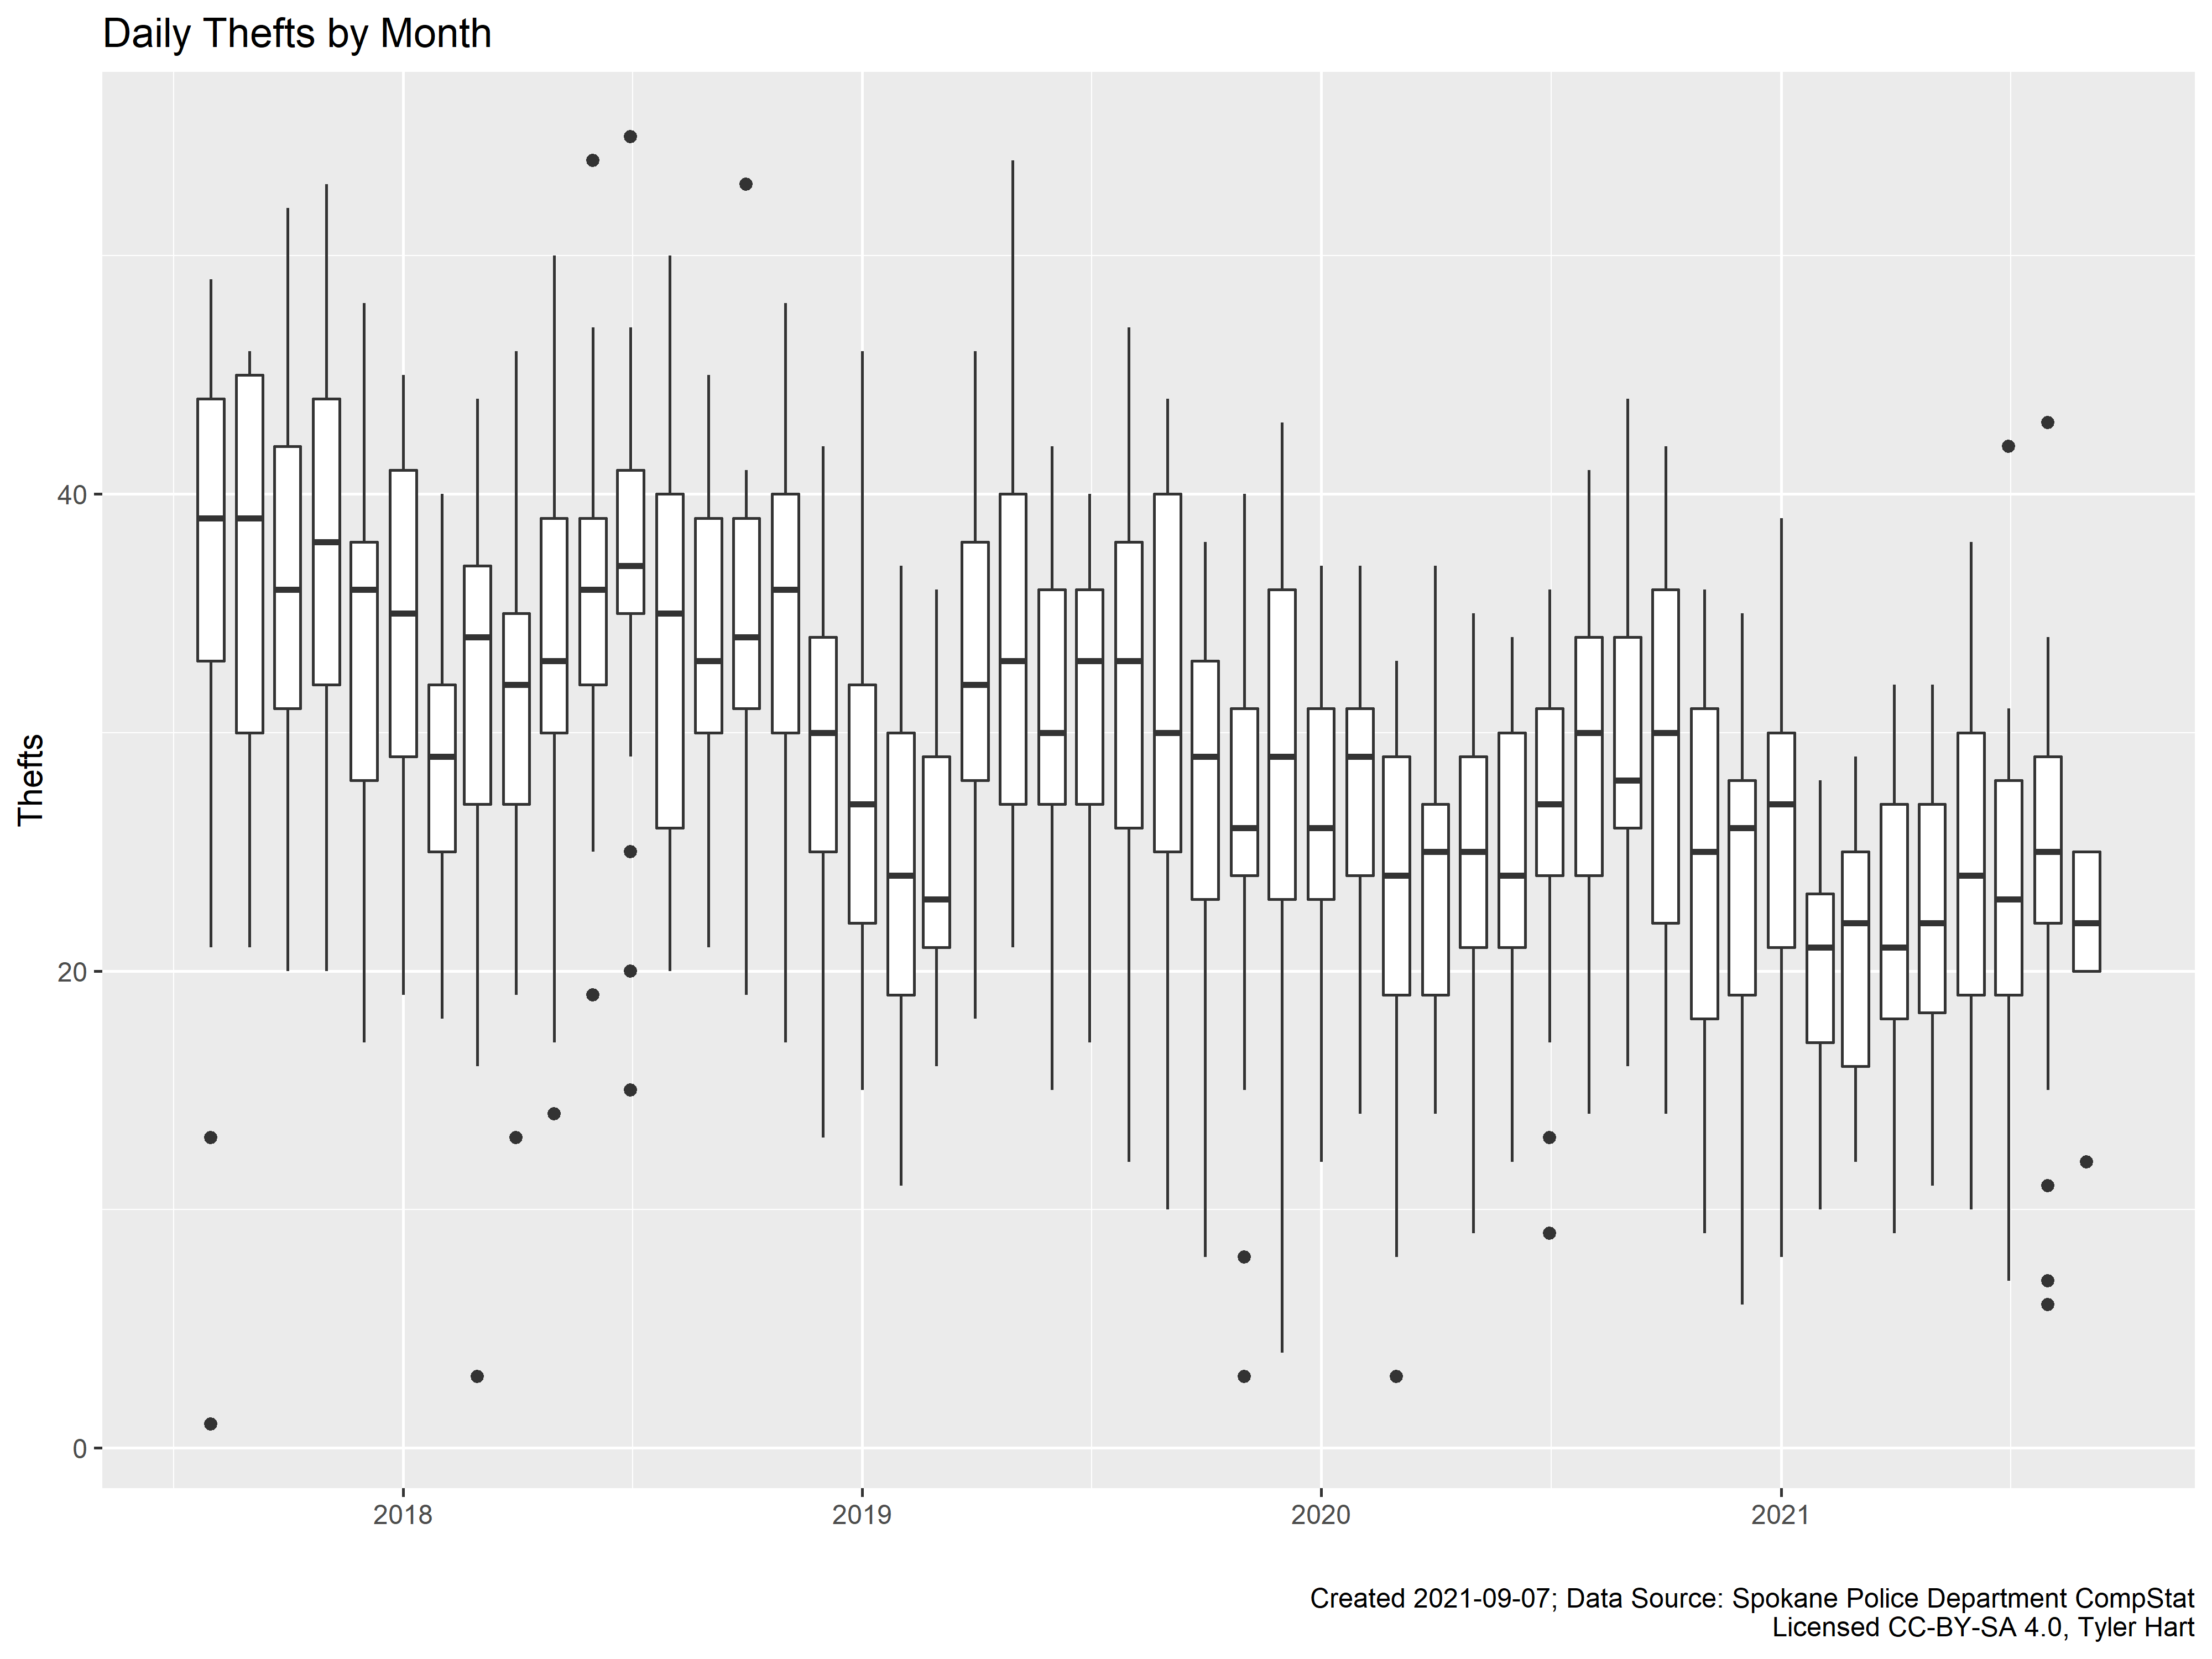 Daily Thefts by Month
Thefts
40
20
0
2018 2019 2020 2021
Created 2021-09-07; Data Source: Spokane Police Department CompStat
Licensed CC-BY-SA 4.0, Tyler Hart